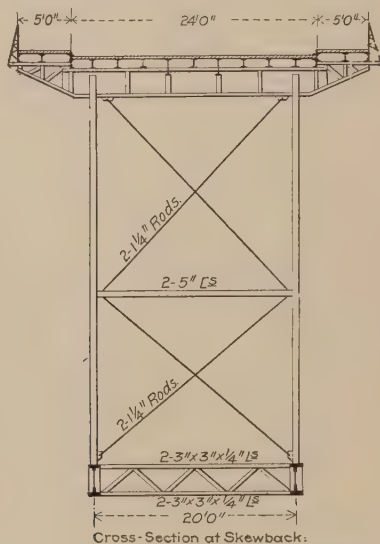 5'0" 24'0" 5'0"
2-1¼" Rods.
2-5" [s
2-1¼" Rods.
2-3"x3"x¼" Ls
2-3"x3"x¼" Ls
20'0"
Cross-Section at Skewback: